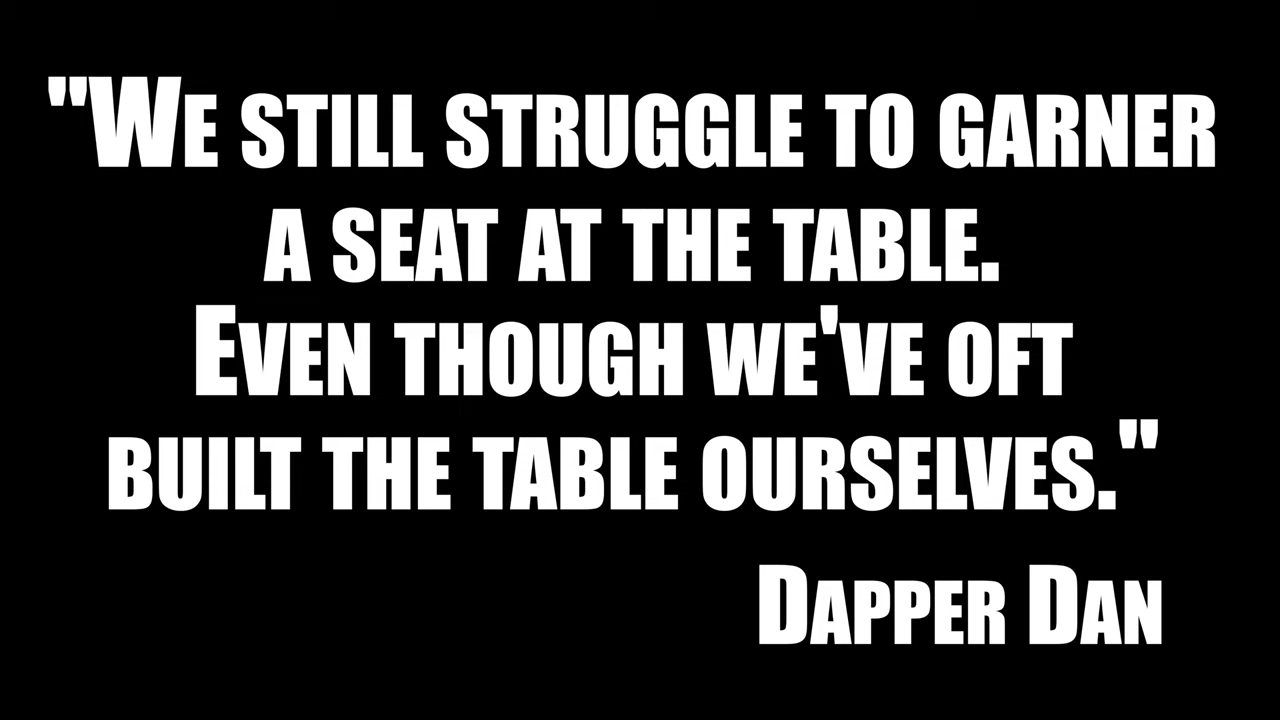 "We still struggle to garner
a seat at the table.
Even though we've oft
built the table ourselves."
Dapper Dan